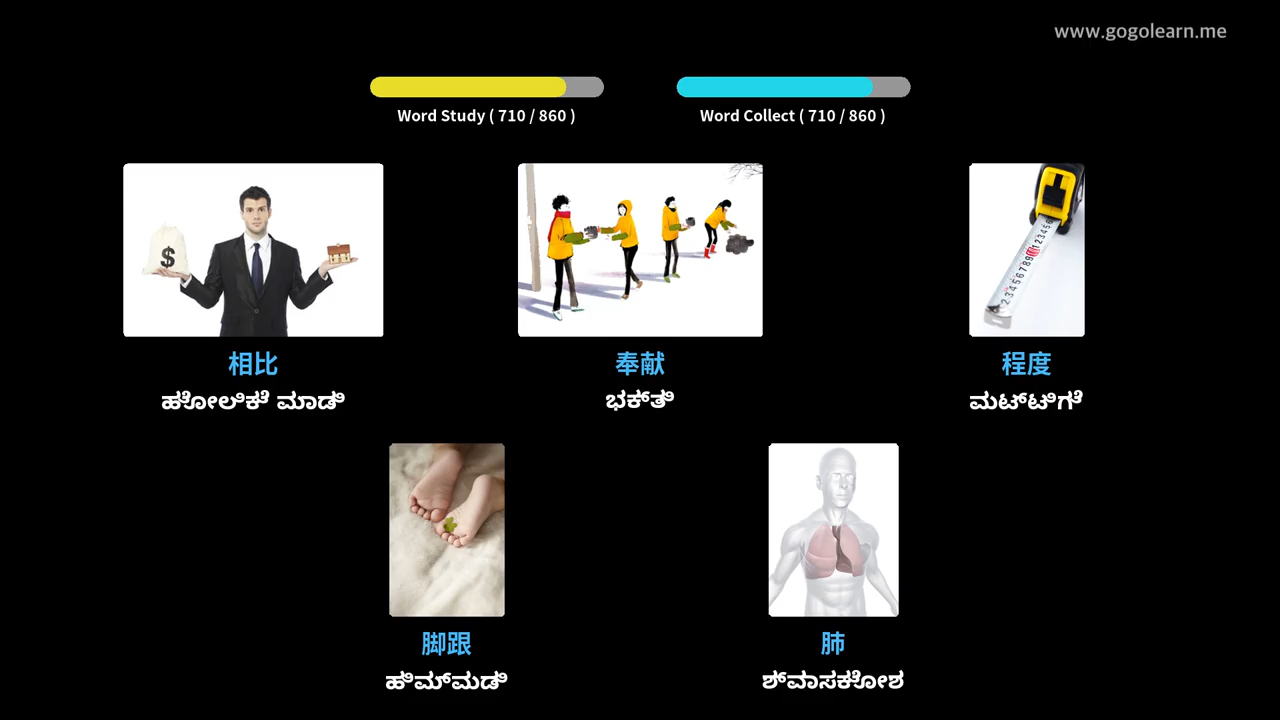 www.gogolearn.me
Word Study ( 710 / 860 )
Word Collect ( 710 / 860 )
相比
ಹೋಲಿಕೆ ಮಾಡಿ
奉献
ಭಕ್ತಿ
程度
ಮಟ್ಟಿಗೆ
脚跟
ಹಿಮ್ಮಡಿ
肺
ಶ್ವಾಸಕೋಶ